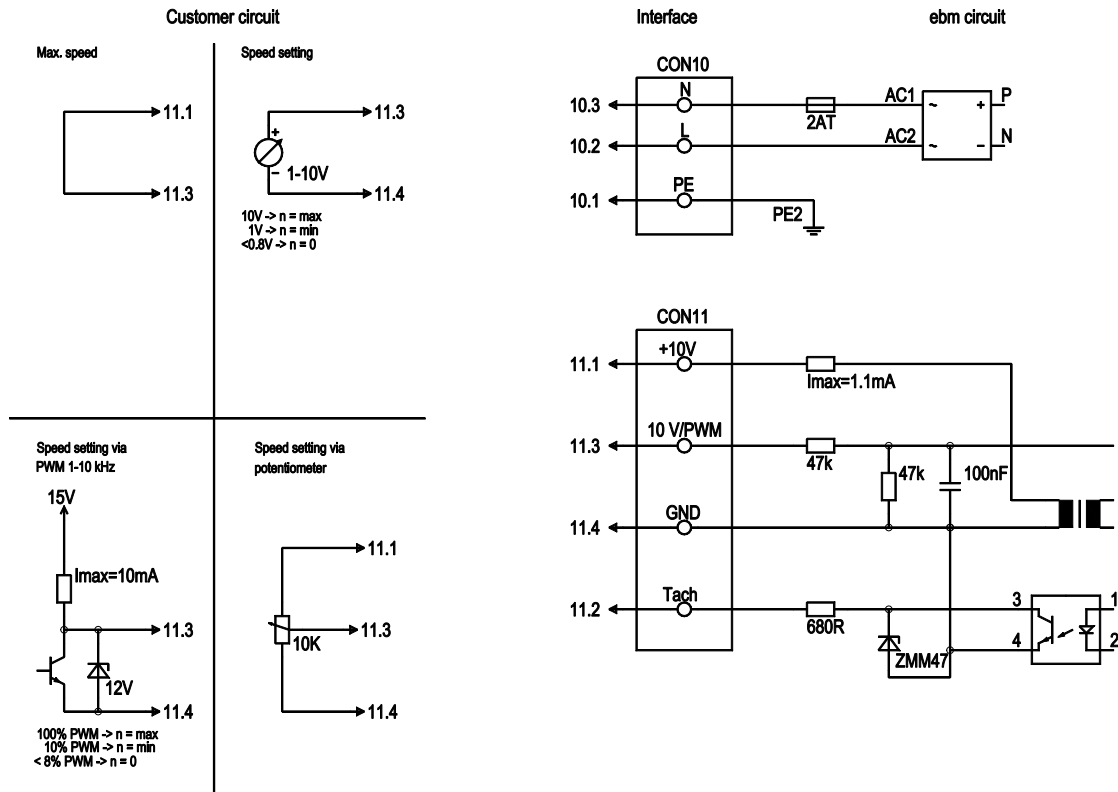 Customer circuit
Interface
ebm circuit
Max. speed
11.1
11.3
Speed setting
11.3
+
− 1-10V
11.4
10V -> n = max
1V -> n = min
<0.8V -> n = 0
CON10
10.3
N
2AT
AC1
~ + P
10.2
L
AC2
~ − N
10.1
PE
PE2
CON11
11.1
+10V
Imax=1.1mA
11.3
10 V/PWM
47k
47k
100nF
11.4
GND
11.2
Tach
680R
ZMM47
3
4
1
2
Speed setting via
PWM 1-10 kHz
15V
Imax=10mA
11.3
12V
11.4
100% PWM -> n = max
10% PWM -> n = min
< 8% PWM -> n = 0
Speed setting via
potentiometer
11.1
11.3
10K
11.4